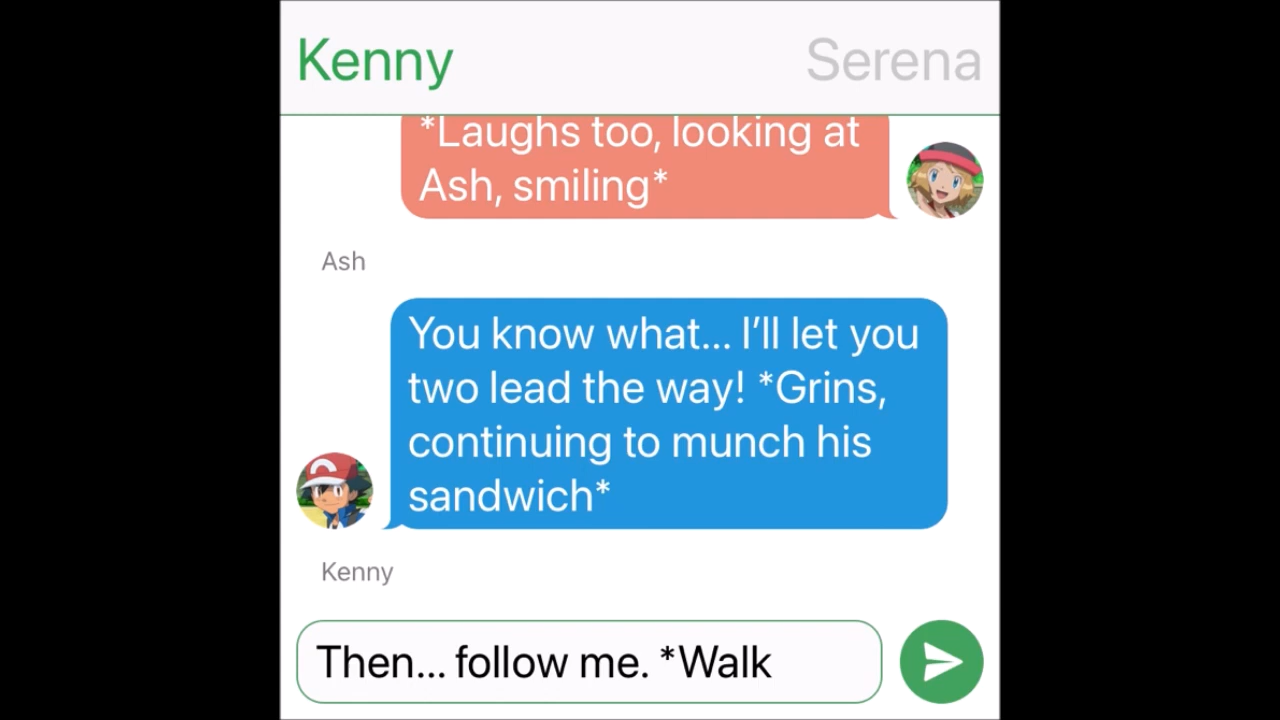 Kenny
Serena
*Laughs too, looking at
Ash, smiling*
Ash
You know what... I’ll let you
two lead the way! *Grins,
continuing to munch his
sandwich*
Kenny
Then... follow me. *Walk